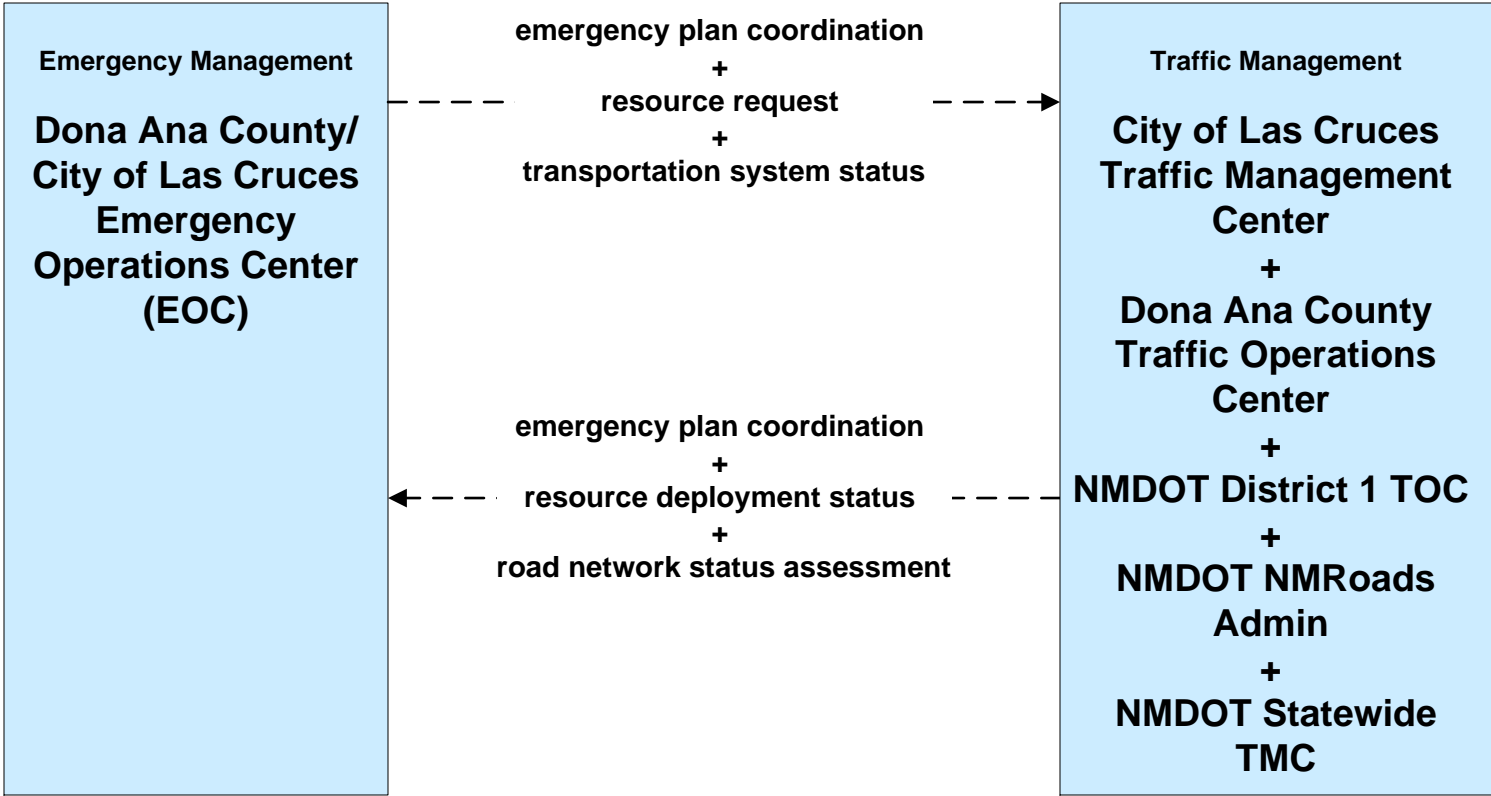 Emergency Management
Dona Ana County/
City of Las Cruces
Emergency
Operations Center
(EOC)
emergency plan coordination
+
resource request
+
transportation system status
emergency plan coordination
+
resource deployment status
+
road network status assessment
Traffic Management
City of Las Cruces
Traffic Management
Center
+
Dona Ana County
Traffic Operations
Center
+
NMDOT District 1 TOC
+
NMDOT NMRoads
Admin
+
NMDOT Statewide
TMC